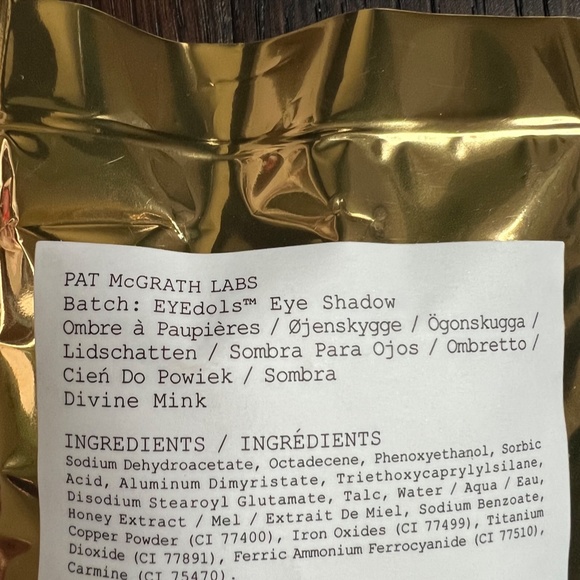 PAT McGRATH LABS
Batch: EYEdols™ Eye Shadow
Ombre à Paupières / Øjenskygge / Ögonskugga /
Lidschatten / Sombra Para Ojos / Ombretto /
Cień Do Powiek / Sombra
Divine Mink
INGREDIENTS / INGRÉDIENTS
Sodium Dehydroacetate, Octadecene, Phenoxyethanol, Sorbic
Acid, Aluminum Dimyristate, Triethoxycaprylylsilane,
Disodium Stearoyl Glutamate, Talc, Water / Aqua / Eau,
Honey Extract / Mel / Extrait De Miel, Sodium Benzoate,
Copper Powder (CI 77400), Iron Oxides (CI 77499), Titanium
Dioxide (CI 77891), Ferric Ammonium Ferrocyanide (CI 77510),
Carmine (CI 75470).